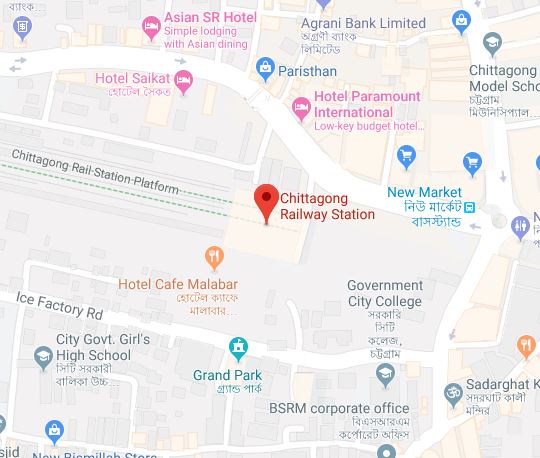 ব্যাংক
Asian SR Hotel
Simple lodging
with Asian dining
Agrani Bank Limited
অগ্রণী ব্যাংক
লিমিটেড
Paristhan
Hotel Saikat
হোটেল সৈকত
Chittagong
Model Scho
চট্টগ্রাম
মিউনিসিপ্যাল...
Hotel Paramount
International
Low-key budget hotel...
Chittagong Rail Station Platform
New Market
নিউ মার্কেট
বাসস্ট্যান্ড
Chittagong
Railway Station
Hotel Cafe Malabar
হোটেল ক্যাফে
মালাবার...
Government
City College
সরকারি
সিটি
কলেজ,
চট্টগ্রাম
Ice Factory Rd
City Govt. Girl's
High School
সিটি সরকারী
বালিকা উচ্চ...
Grand Park
গ্র্যান্ড পার্ক
BSRM corporate office
বিএসআরএম
কর্পোরেট অফিস
Sadarghat K
সদরঘাট কালী
মন্দির
New Bismillah Store